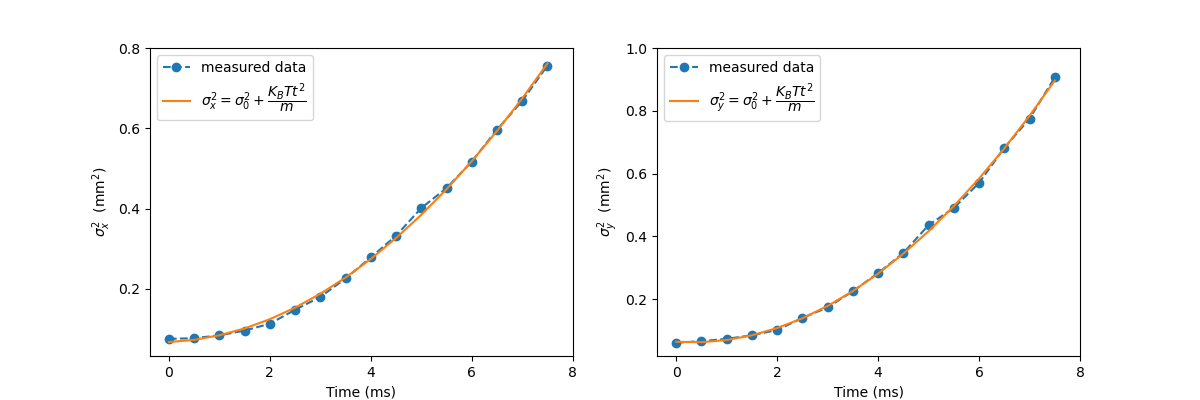 0.8
0.6
0.4
0.2
σ_x^2 (mm^2)
measured data
σ_x^2 = σ_0^2 + K_BTt^2/m
0 2 4 6 8
Time (ms)
1.0
0.8
0.6
0.4
0.2
σ_y^2 (mm^2)
measured data
σ_y^2 = σ_0^2 + K_BTt^2/m
0 2 4 6 8
Time (ms)